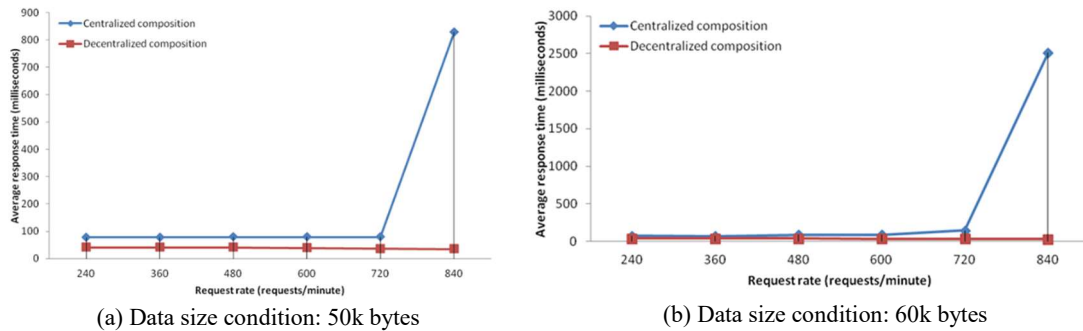 900
800
700
600
500
400
300
200
100
0
Average response time (milliseconds)
Centralized composition
Decentralized composition
240 360 480 600 720 840
Request rate (requests/minute)
(a) Data size condition: 50k bytes
3000
2500
2000
1500
1000
500
0
Average response time (milliseconds)
Centralized composition
Decentralized composition
240 360 480 600 720 840
Request rate (requests/minute)
(b) Data size condition: 60k bytes